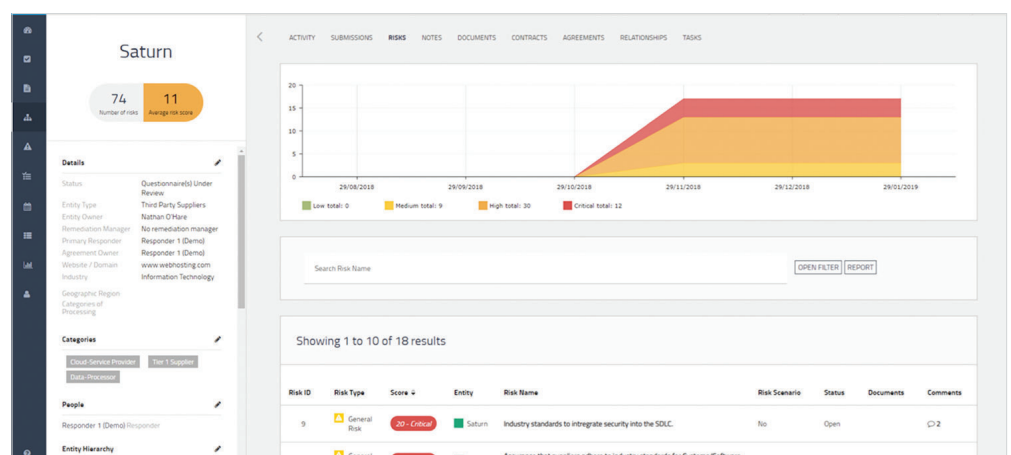 Saturn
74
Number of risks
11
Average risk score
Details
Status Questionnaire(s) Under
Review
Entity Type Third Party Suppliers
Entity Owner Nathan O'Hare
Remediation Manager No remediation manager
Primary Responder Responder 1 (Demo)
Agreement Owner Responder 1 (Demo)
Website / Domain www.webhosting.com
Industry Information Technology
Geographic Region
Categories of
Processing
Categories
Cloud-Service Provider Tier 1 Supplier
Data-Processor
People
Responder 1 (Demo) Responder
Entity Hierarchy
ACTIVITY SUBMISSIONS RISKS NOTES DOCUMENTS CONTRACTS AGREEMENTS RELATIONSHIPS TASKS
20
15
10
5
0
29/08/2018 29/09/2018 29/10/2018 29/11/2018 29/12/2018 29/01/2019
Low total: 0 Medium total: 9 High total: 30 Critical total: 12
Search Risk Name OPEN FILTER REPORT
Showing 1 to 10 of 18 results
Risk ID Risk Type Score Entity Risk Name Risk Scenario Status Documents Comments
9 General
Risk 20 - Critical Saturn Industry standards to intregrate security into the SDLC. No Open 2